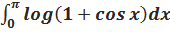 ∫₀^π log(1 + cos x)dx